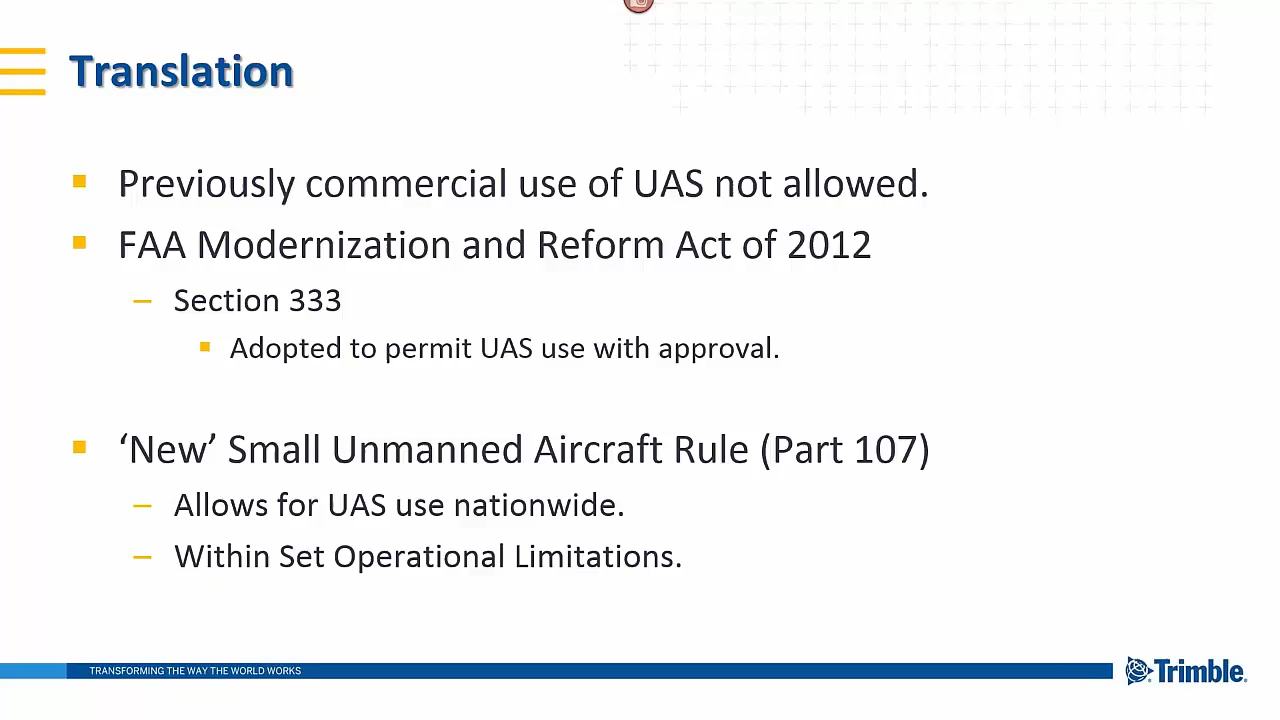 Translation
Previously commercial use of UAS not allowed.
FAA Modernization and Reform Act of 2012
– Section 333
Adopted to permit UAS use with approval.
‘New’ Small Unmanned Aircraft Rule (Part 107)
– Allows for UAS use nationwide.
– Within Set Operational Limitations.
TRANSFORMING THE WAY THE WORLD WORKS
Trimble